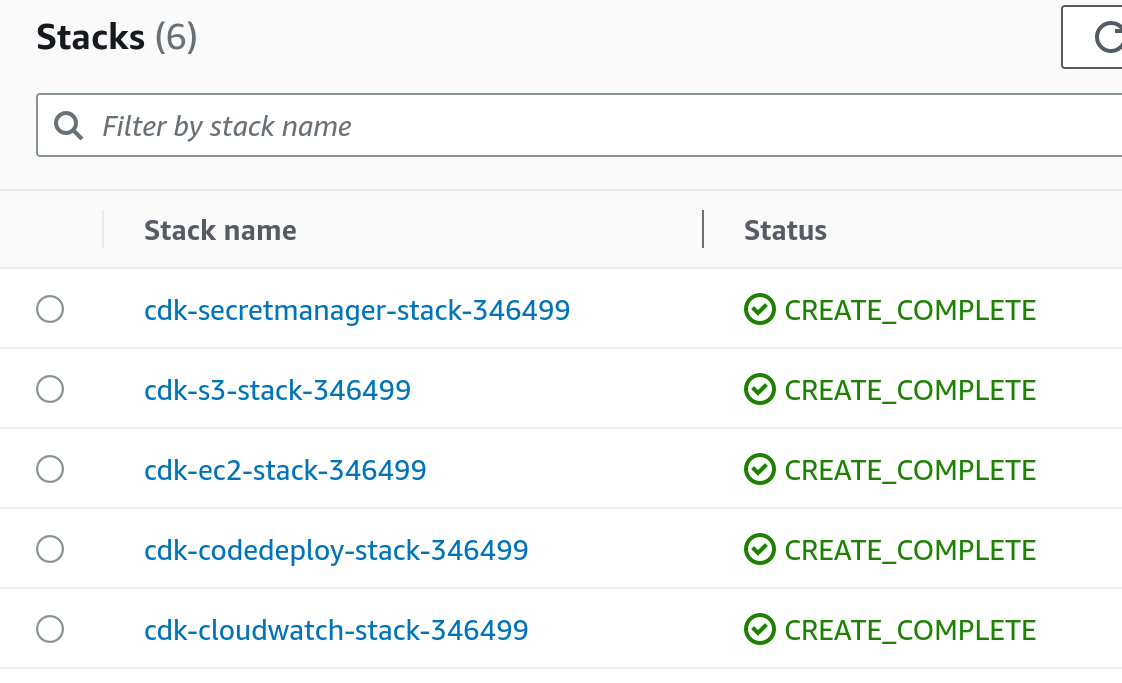 Stacks (6)
Filter by stack name
Stack name Status
cdk-secretmanager-stack-346499 CREATE_COMPLETE
cdk-s3-stack-346499 CREATE_COMPLETE
cdk-ec2-stack-346499 CREATE_COMPLETE
cdk-codedeploy-stack-346499 CREATE_COMPLETE
cdk-cloudwatch-stack-346499 CREATE_COMPLETE